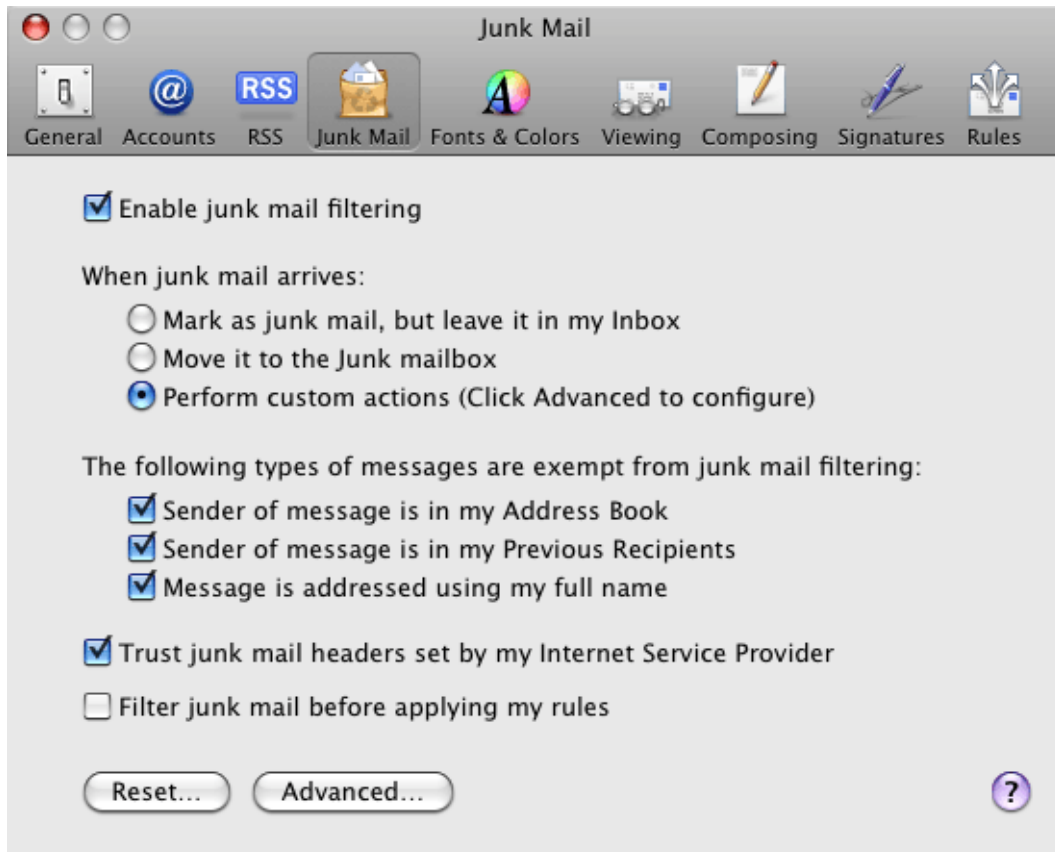 Junk Mail
@ RSS A
General Accounts RSS Junk Mail Fonts & Colors Viewing Composing Signatures Rules
Enable junk mail filtering
When junk mail arrives:
Mark as junk mail, but leave it in my Inbox
Move it to the Junk mailbox
Perform custom actions (Click Advanced to configure)
The following types of messages are exempt from junk mail filtering:
Sender of message is in my Address Book
Sender of message is in my Previous Recipients
Message is addressed using my full name
Trust junk mail headers set by my Internet Service Provider
Filter junk mail before applying my rules
Reset... Advanced... ?